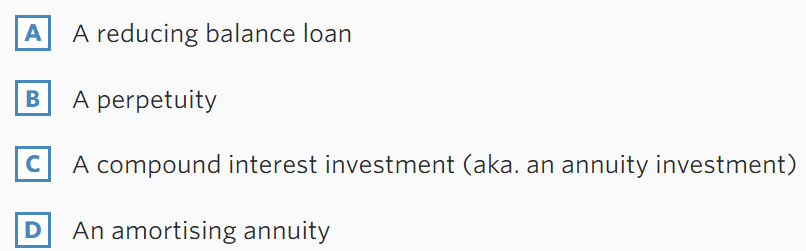 A A reducing balance loan
B A perpetuity
C A compound interest investment (aka. an annuity investment)
D An amortising annuity